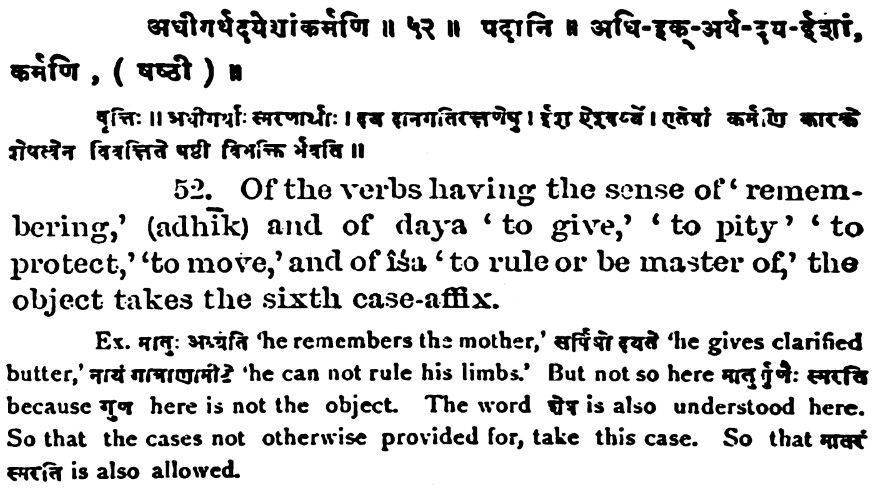 अधीगर्थदयेशांकर्मणि ॥ ५२ ॥ पदानि ॥ अधि-इक्-अर्थ-दय-ईशां,
कर्मणि , ( षष्ठी ) ॥
वृत्तिः ॥ अधीगर्थाः स्मरणार्थाः । दय दानगतिरक्षणेषु । ईश ऐश्वर्य्ये । एतेषां कर्मणि कारके
शेषत्वेन विवक्षिते षष्ठी विभक्ति र्भवति ॥
52. Of the verbs having the sense of ‘ remem-
bering,’ (adhīk) and of daya ‘ to give,’ ‘ to pity ’ ‘ to
protect,’ ‘to move,’ and of îśa ‘ to rule or be master of,’ the
object takes the sixth case-affix.
Ex. मातुः अध्येति ‘he remembers the mother,’ सर्पिषो दयते ‘he gives clarified
butter,’ नायं गात्राणामीष्टे ‘he can not rule his limbs.’ But not so here मातुर्गुणैः स्मरति
because गुण here is not the object. The word शेष is also understood here.
So that the cases not otherwise provided for, take this case. So that मातरं
स्मरति is also allowed.